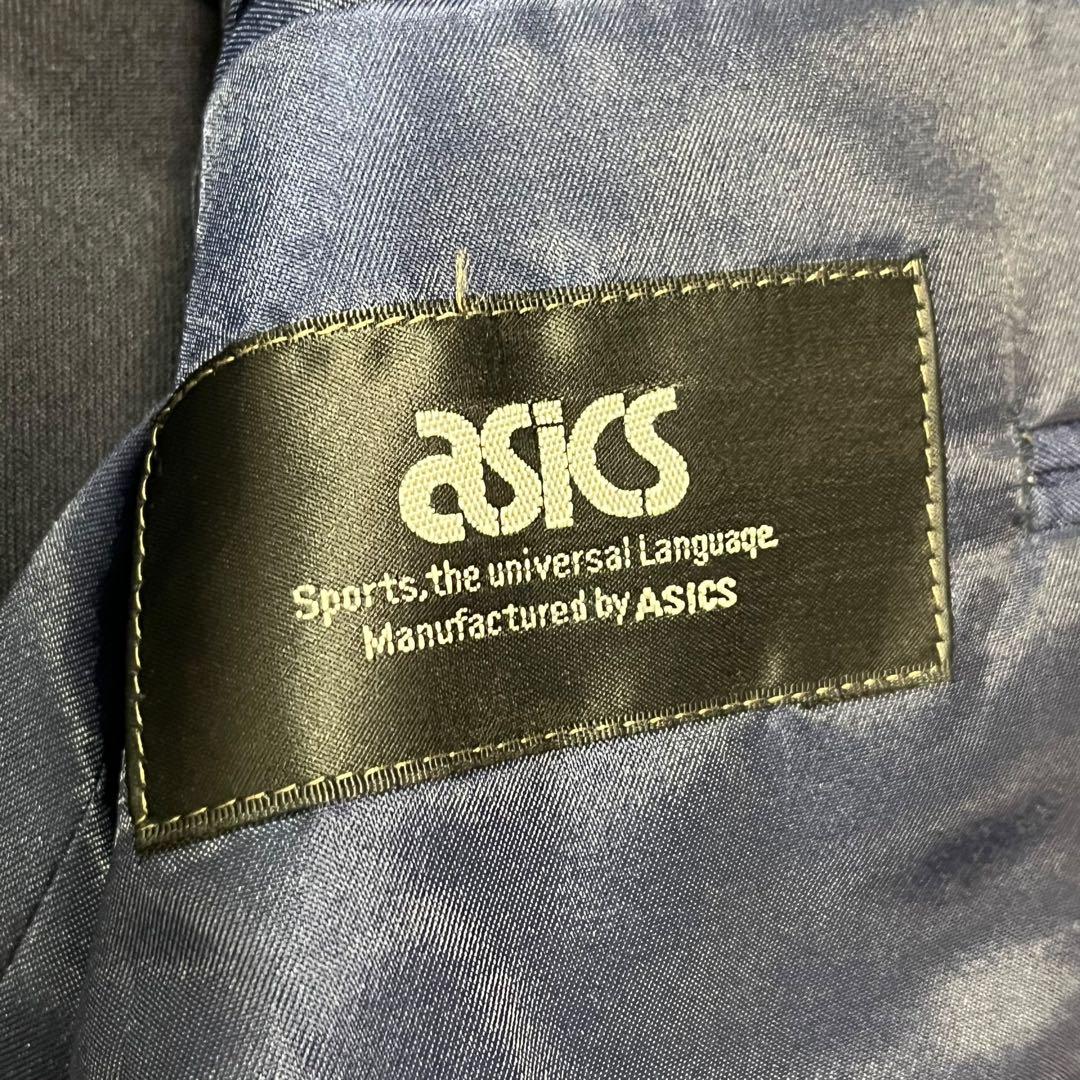 asics
Sports, the universal Language
Manufactured by ASICS